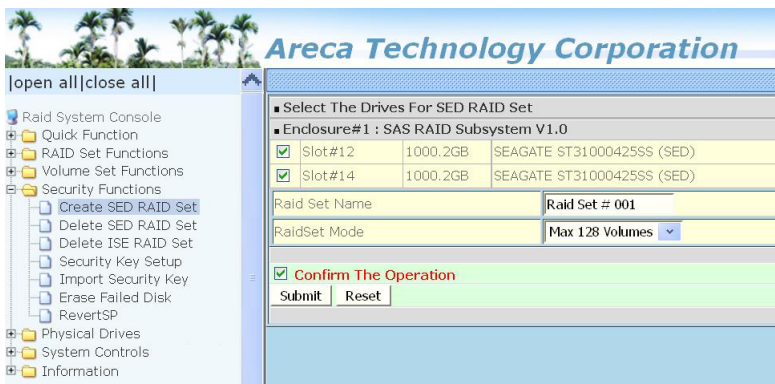 Areca Technology Corporation
|open all|close all|
Raid System Console
Quick Function
RAID Set Functions
Volume Set Functions
Security Functions
Create SED RAID Set
Delete SED RAID Set
Delete ISE RAID Set
Security Key Setup
Import Security Key
Erase Failed Disk
RevertSP
Physical Drives
System Controls
Information
Select The Drives For SED RAID Set
Enclosure#1 : SAS RAID Subsystem V1.0
Slot#12 1000.2GB SEAGATE ST31000425SS (SED)
Slot#14 1000.2GB SEAGATE ST31000425SS (SED)
Raid Set Name Raid Set # 001
RaidSet Mode Max 128 Volumes
Confirm The Operation
Submit Reset